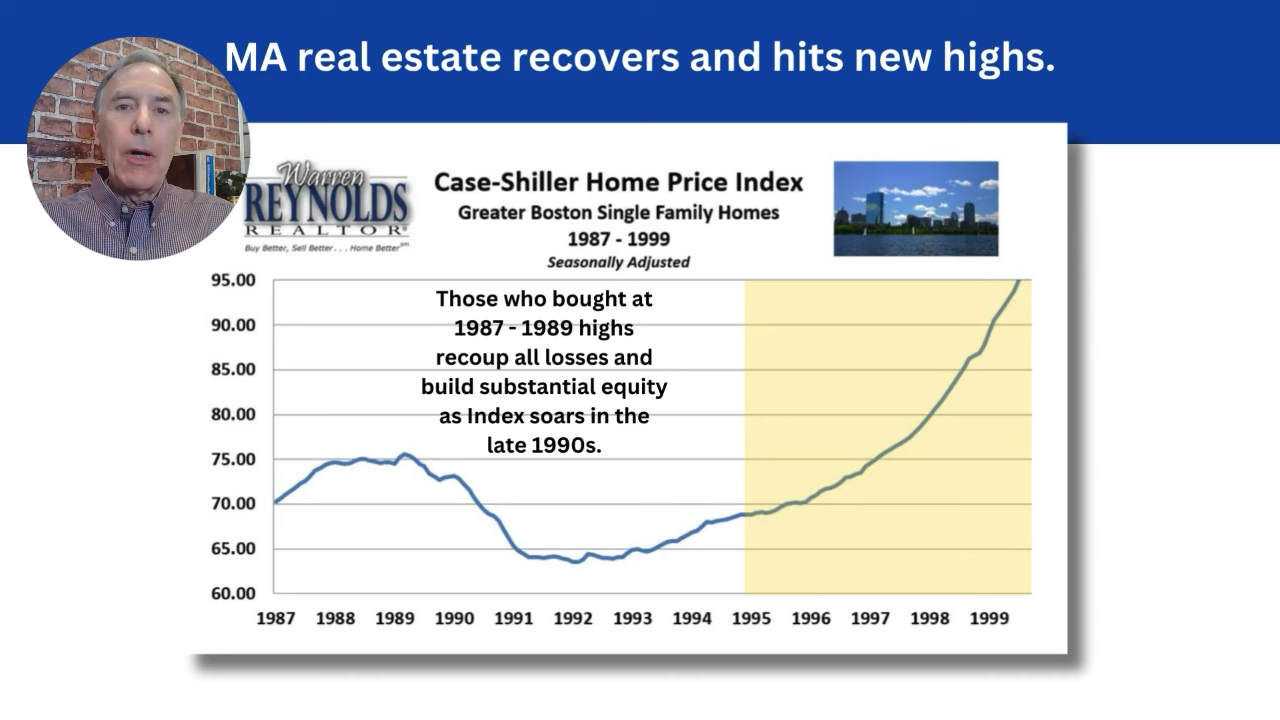 MA real estate recovers and hits new highs.
Warren
REYNOLDS
REALTOR®
Buy Better, Sell Better . . . Home Better℠
Case-Shiller Home Price Index
Greater Boston Single Family Homes
1987 - 1999
Seasonally Adjusted
Those who bought at
1987 - 1989 highs
recoup all losses and
build substantial equity
as Index soars in the
late 1990s.
95.00
90.00
85.00
80.00
75.00
70.00
65.00
60.00
1987 1988 1989 1990 1991 1992 1993 1994 1995 1996 1997 1998 1999